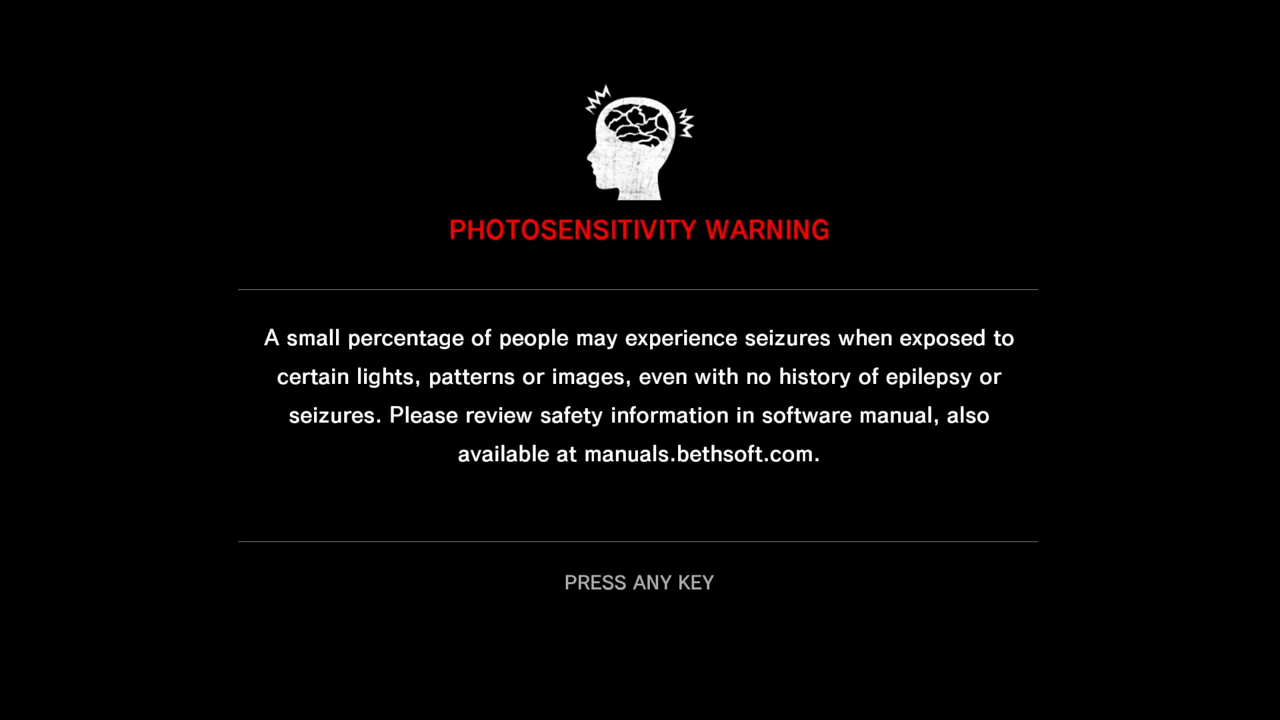 PHOTOSENSITIVITY WARNING
A small percentage of people may experience seizures when exposed to
certain lights, patterns or images, even with no history of epilepsy or
seizures. Please review safety information in software manual, also
available at manuals.bethsoft.com.
PRESS ANY KEY